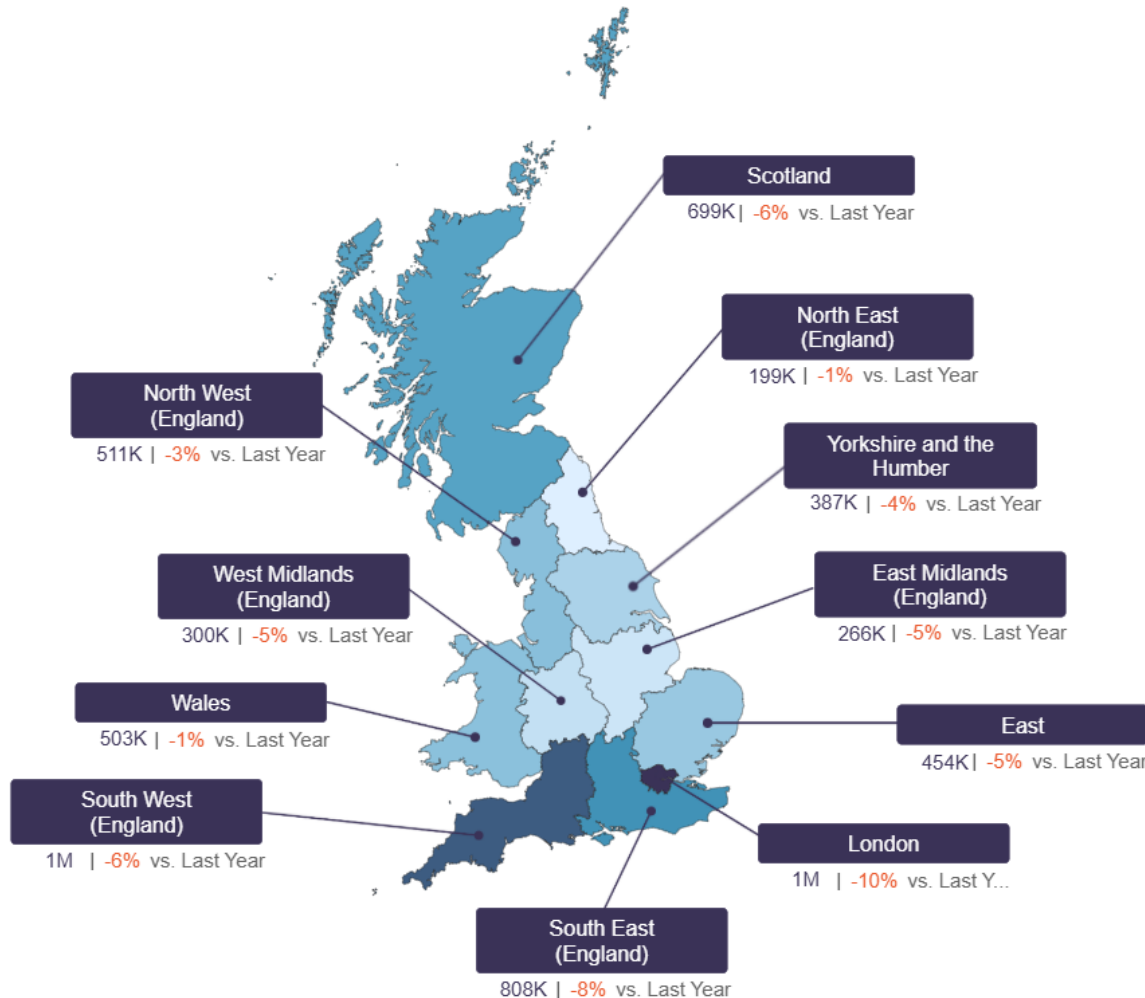 Scotland
699K | -6% vs. Last Year
North East
(England)
199K | -1% vs. Last Year
North West
(England)
511K | -3% vs. Last Year
Yorkshire and the
Humber
387K | -4% vs. Last Year
West Midlands
(England)
300K | -5% vs. Last Year
East Midlands
(England)
266K | -5% vs. Last Year
Wales
503K | -1% vs. Last Year
East
454K | -5% vs. Last Year
South West
(England)
1M | -6% vs. Last Year
London
1M | -10% vs. Last Y...
South East
(England)
808K | -8% vs. Last Year